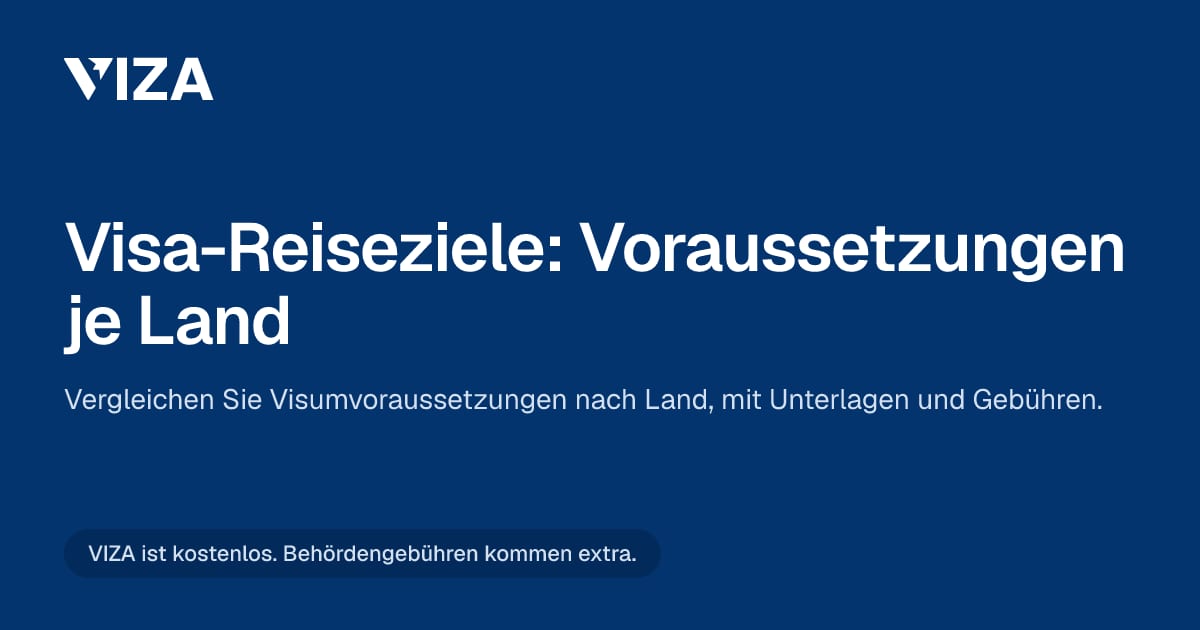 VIZA
Visa-Reiseziele: Voraussetzungen
je Land
Vergleichen Sie Visumvoraussetzungen nach Land, mit Unterlagen und Gebühren.
VIZA ist kostenlos. Behördengebühren kommen extra.